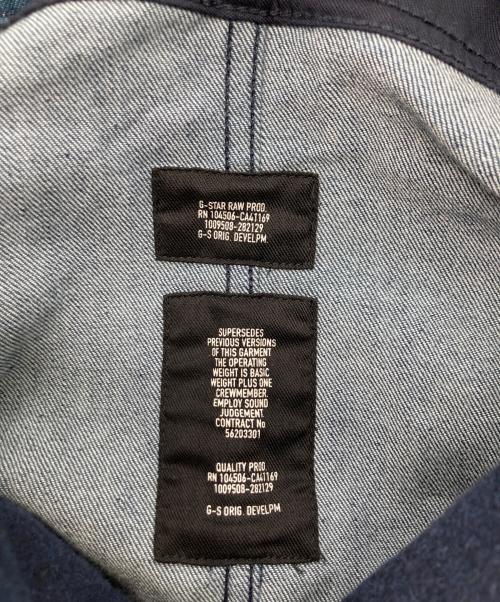 G-STAR RAW PROD.
RN 104506-CA41169
1009508-282129
G-S ORIG. DEVELPM.
SUPERSEDES
PREVIOUS VERSIONS
OF THIS GARMENT
THE OPERATING
WEIGHT IS BASIC
WEIGHT PLUS ONE
CREWMEMBER.
EMPLOY SOUND
JUDGEMENT.
CONTRACT No
56203301
QUALITY PROD.
RN 104506-CA41169
1009508-282129
G-S ORIG. DEVELPM